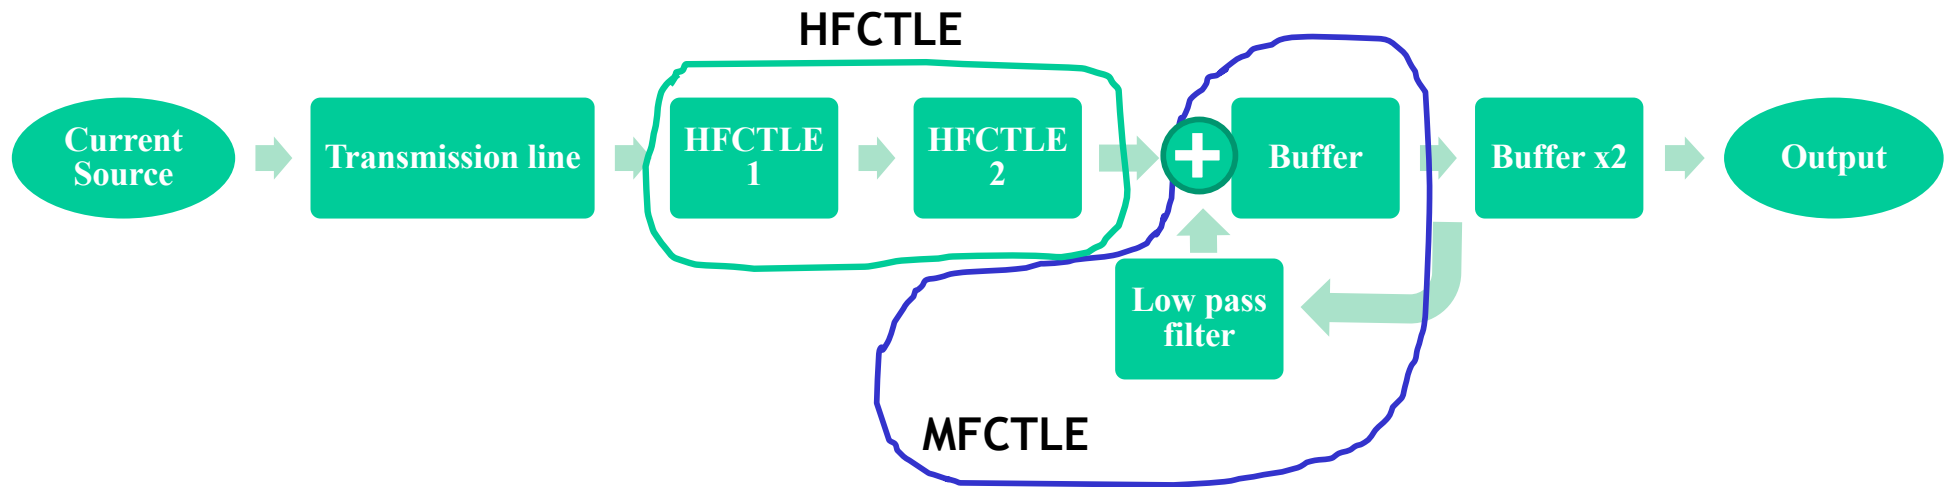 HFCTLE
Current
Source
Transmission line
HFCTLE
1
HFCTLE
2
Buffer
Buffer x2
Output
Low pass
filter
MFCTLE